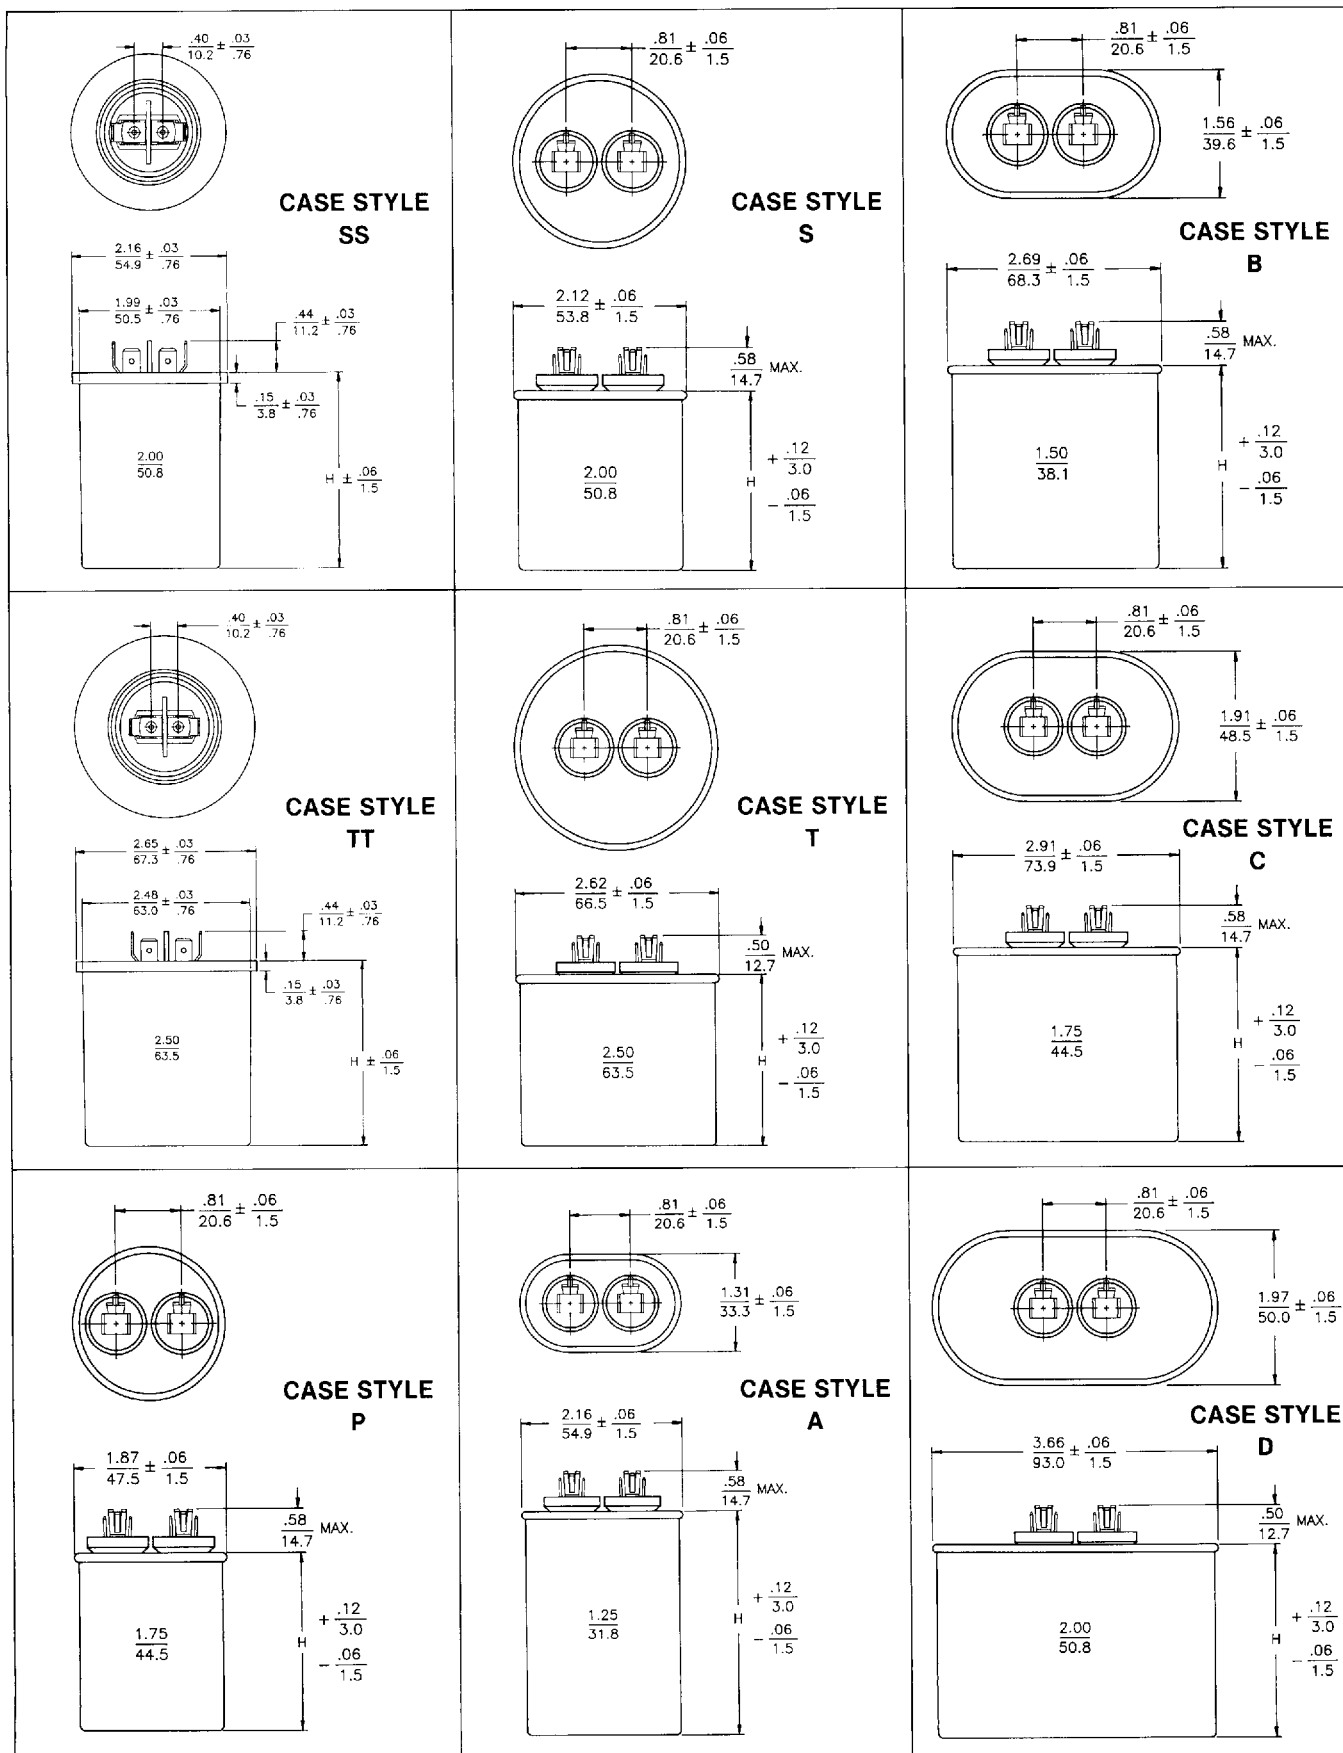 .40 ± .03
10.2 .76
CASE STYLE
SS
2.16 ± .03
54.9 .76
1.99 ± .03
50.5 .76
.44 ± .03
11.2 .76
.15 ± .03
3.8 .76
2.00
50.8
H ± .06
1.5
.81 ± .06
20.6 1.5
CASE STYLE
S
2.12 ± .06
53.8 1.5
.58 MAX.
14.7
2.00
50.8
H
+ .12
3.0
− .06
1.5
.81 ± .06
20.6 1.5
1.56 ± .06
39.6 1.5
CASE STYLE
B
2.69 ± .06
68.3 1.5
.58 MAX.
14.7
1.50
38.1
H
+ .12
3.0
− .06
1.5
.40 ± .03
10.2 .76
CASE STYLE
TT
2.65 ± .03
67.3 .76
2.48 ± .03
63.0 .76
.44 ± .03
11.2 .76
.15 ± .03
3.8 .76
2.50
63.5
H ± .06
1.5
.81 ± .06
20.6 1.5
CASE STYLE
T
2.62 ± .06
66.5 1.5
.50 MAX.
12.7
2.50
63.5
H
+ .12
3.0
− .06
1.5
.81 ± .06
20.6 1.5
1.91 ± .06
48.5 1.5
CASE STYLE
C
2.91 ± .06
73.9 1.5
.58 MAX.
14.7
1.75
44.5
H
+ .12
3.0
− .06
1.5
.81 ± .06
20.6 1.5
CASE STYLE
P
1.87 ± .06
47.5 1.5
.58 MAX.
14.7
1.75
44.5
H
+ .12
3.0
− .06
1.5
.81 ± .06
20.6 1.5
1.31 ± .06
33.3 1.5
CASE STYLE
A
2.16 ± .06
54.9 1.5
.58 MAX.
14.7
1.25
31.8
H
+ .12
3.0
− .06
1.5
.81 ± .06
20.6 1.5
1.97 ± .06
50.0 1.5
CASE STYLE
D
3.66 ± .06
93.0 1.5
.50 MAX.
12.7
2.00
50.8
H
+ .12
3.0
− .06
1.5